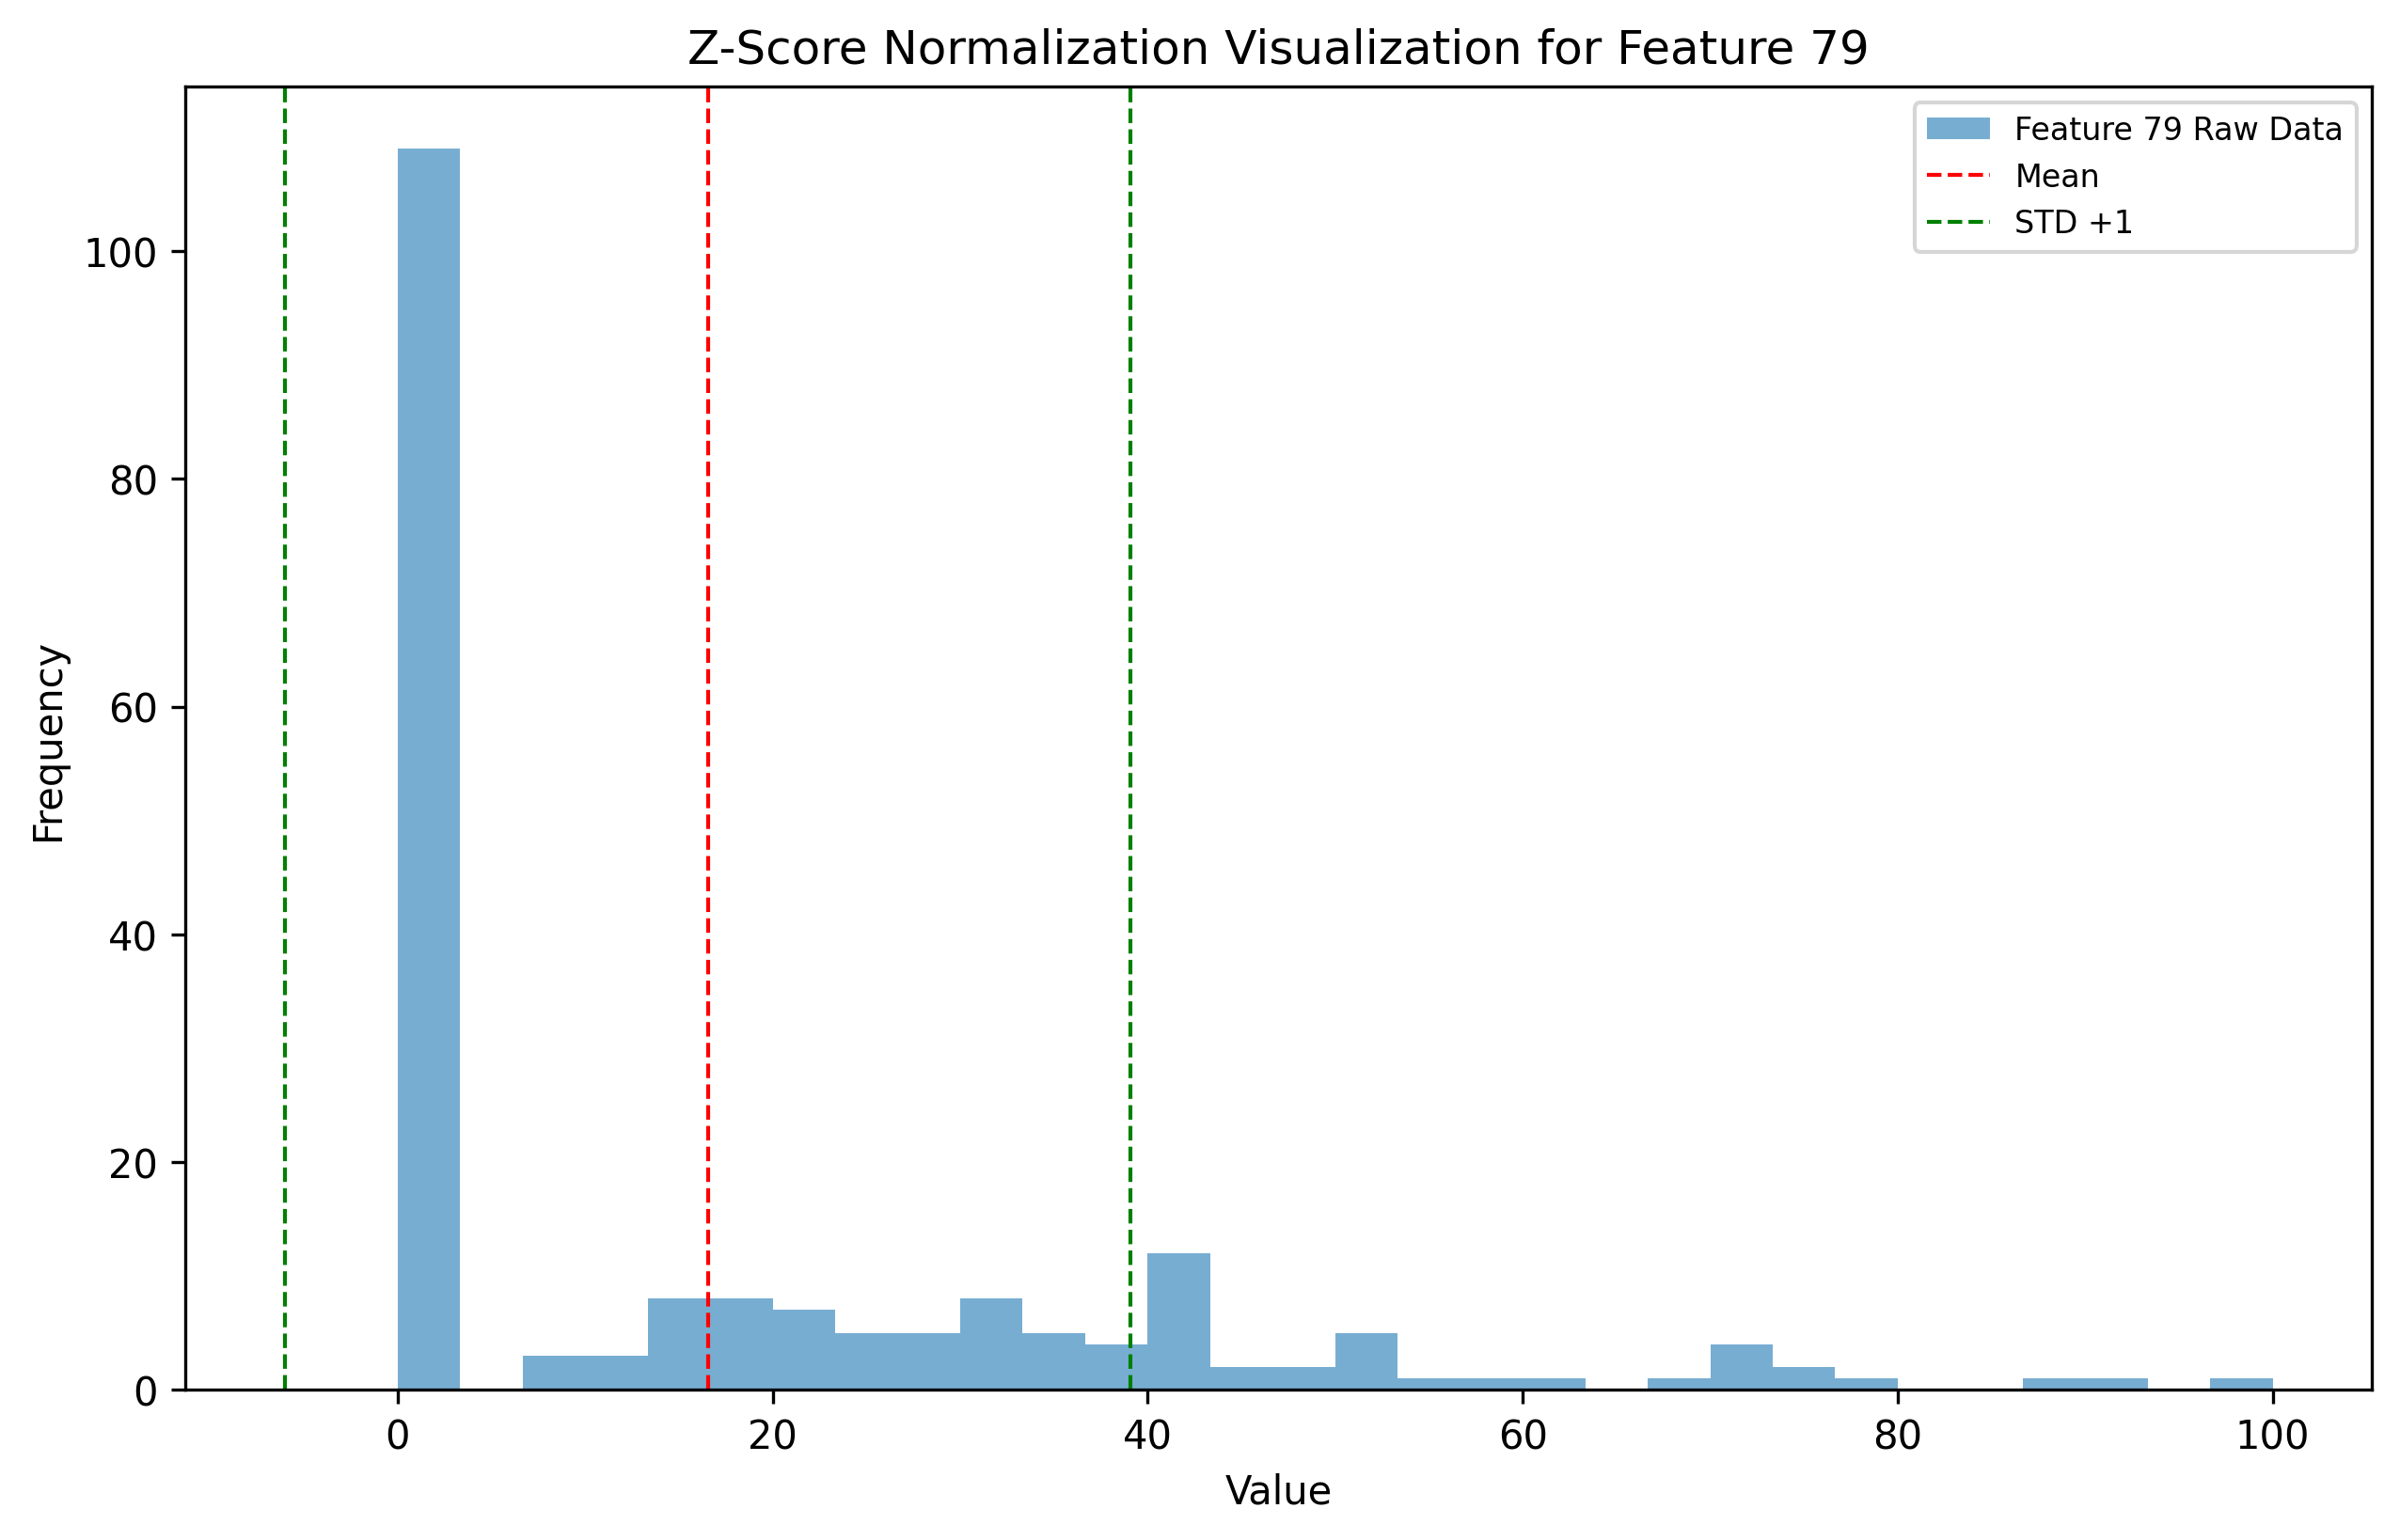 Z-Score Normalization Visualization for Feature 79
Feature 79 Raw Data
Mean
STD +1
Frequency
100
80
60
40
20
0
0 20 40 60 80 100
Value